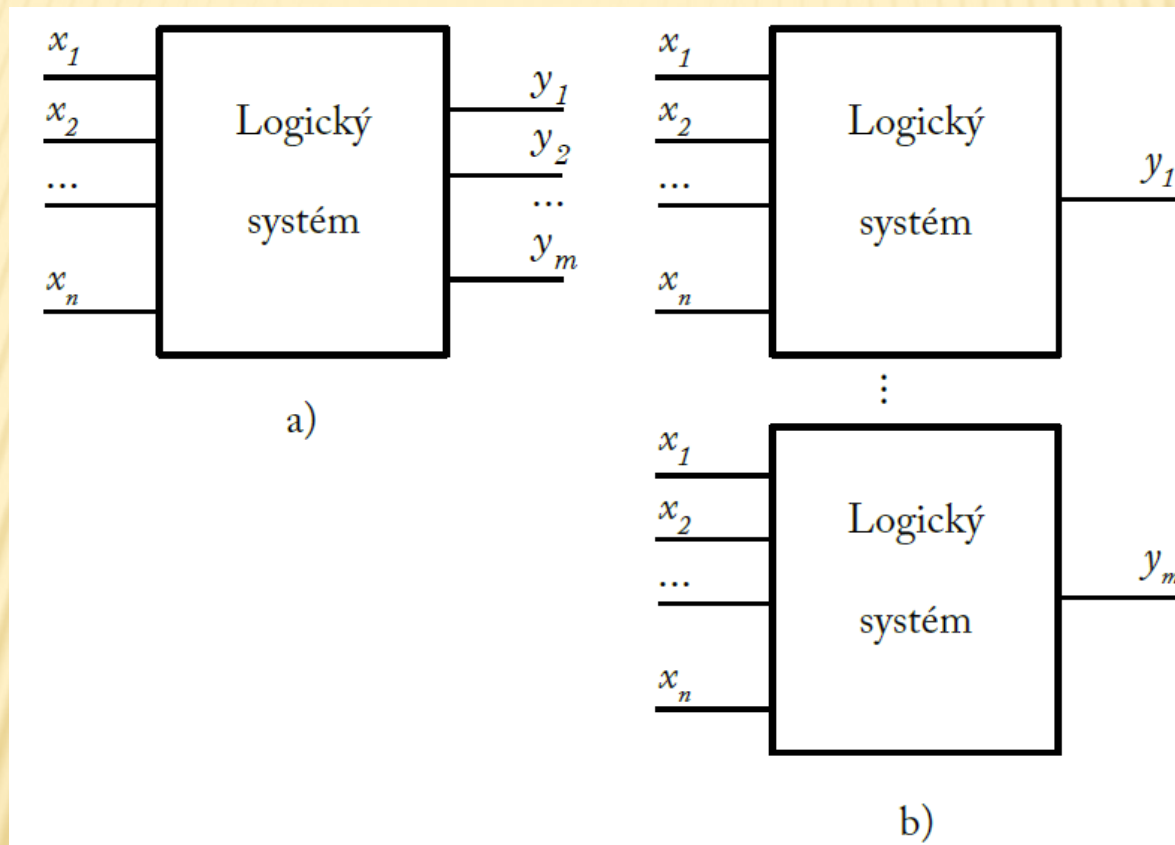 x1
x2
...
xn
Logický
systém
y1
y2
...
ym
a)
x1
x2
...
xn
Logický
systém
y1
⋮
x1
x2
...
xn
Logický
systém
ym
b)